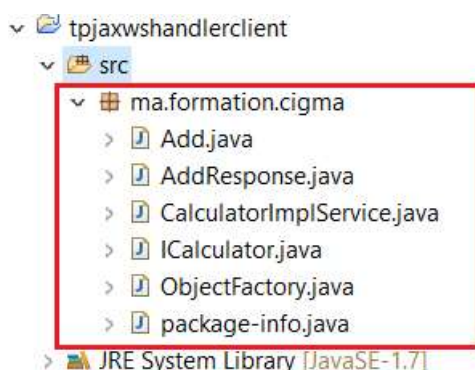 tpjaxwshandlerclient
src
ma.formation.cigma
Add.java
AddResponse.java
CalculatorImplService.java
ICalculator.java
ObjectFactory.java
package-info.java
JRE System Library [JavaSE-1.7]